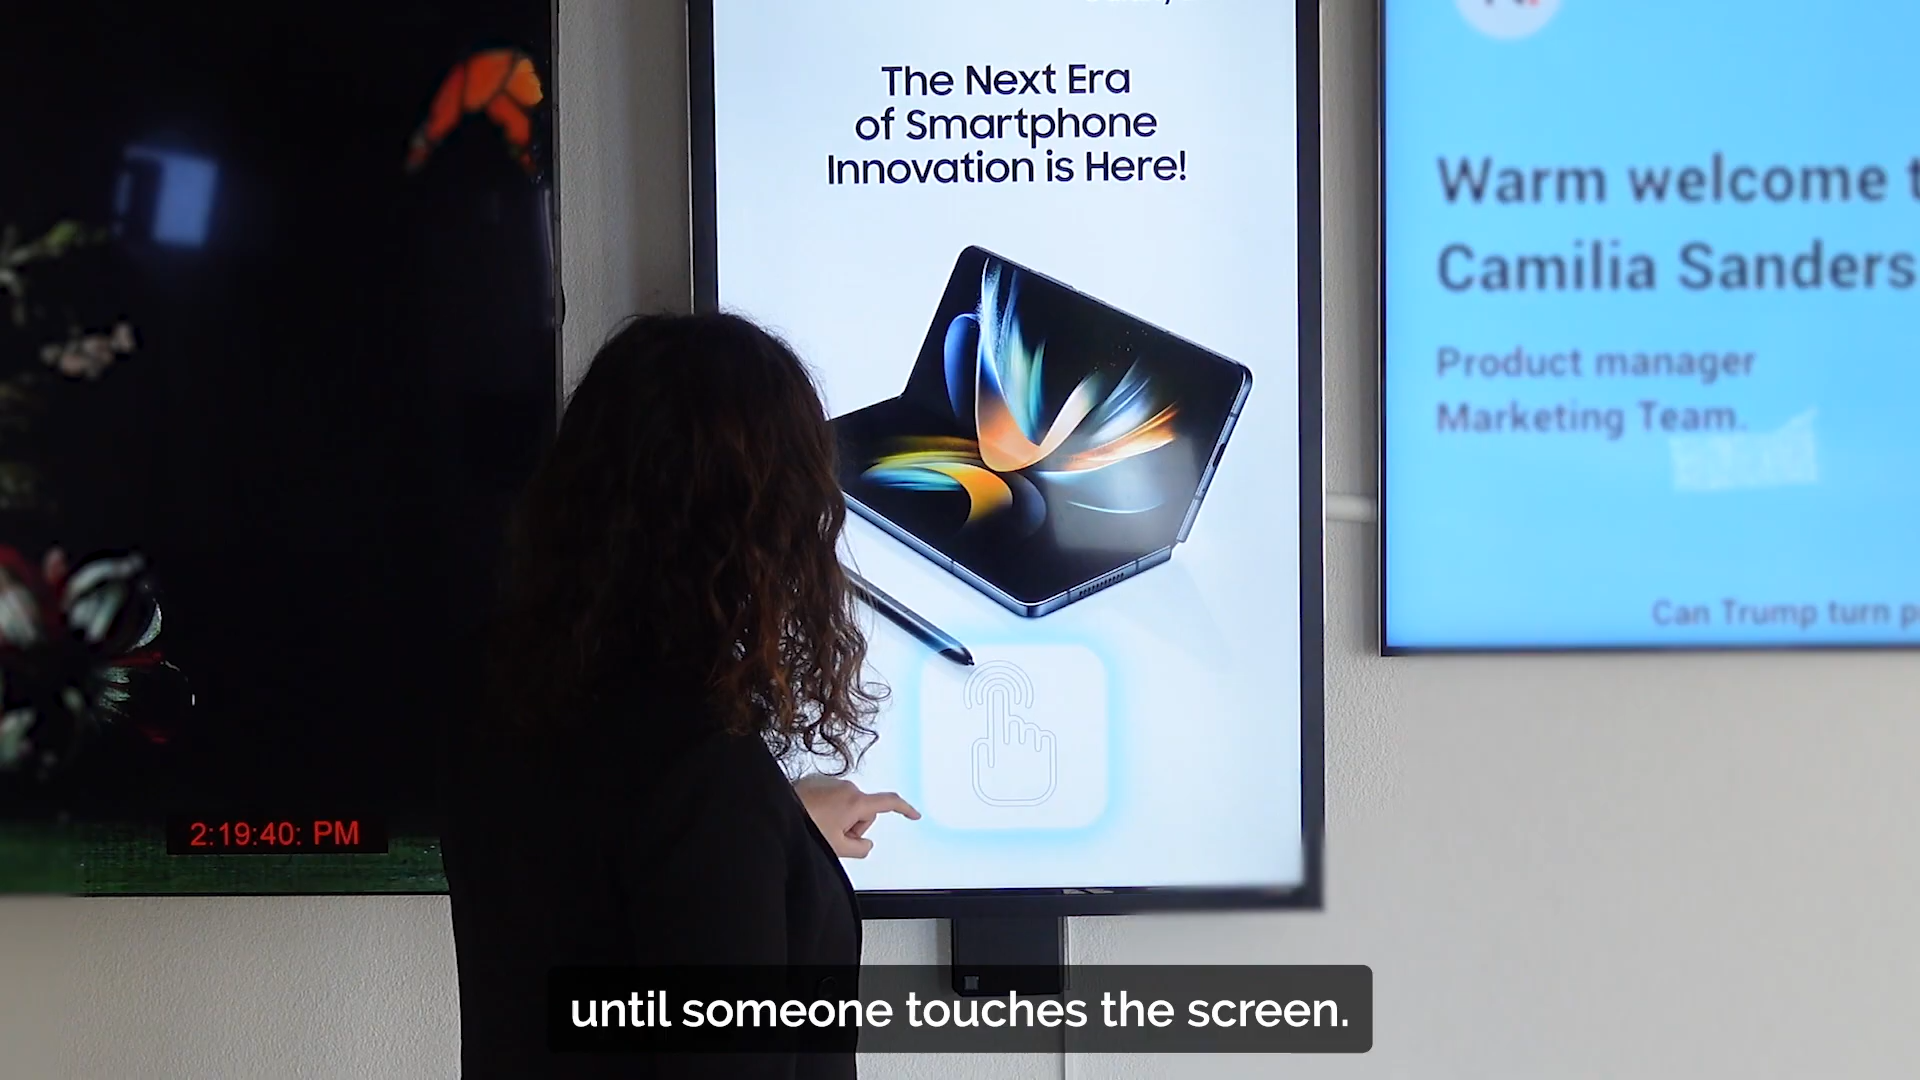 The Next Era
of Smartphone
Innovation is Here!
Warm welcome
Camilia Sanders
Product manager
Marketing Team.
Can Trump turn
2:19:40: PM
until someone touches the screen.